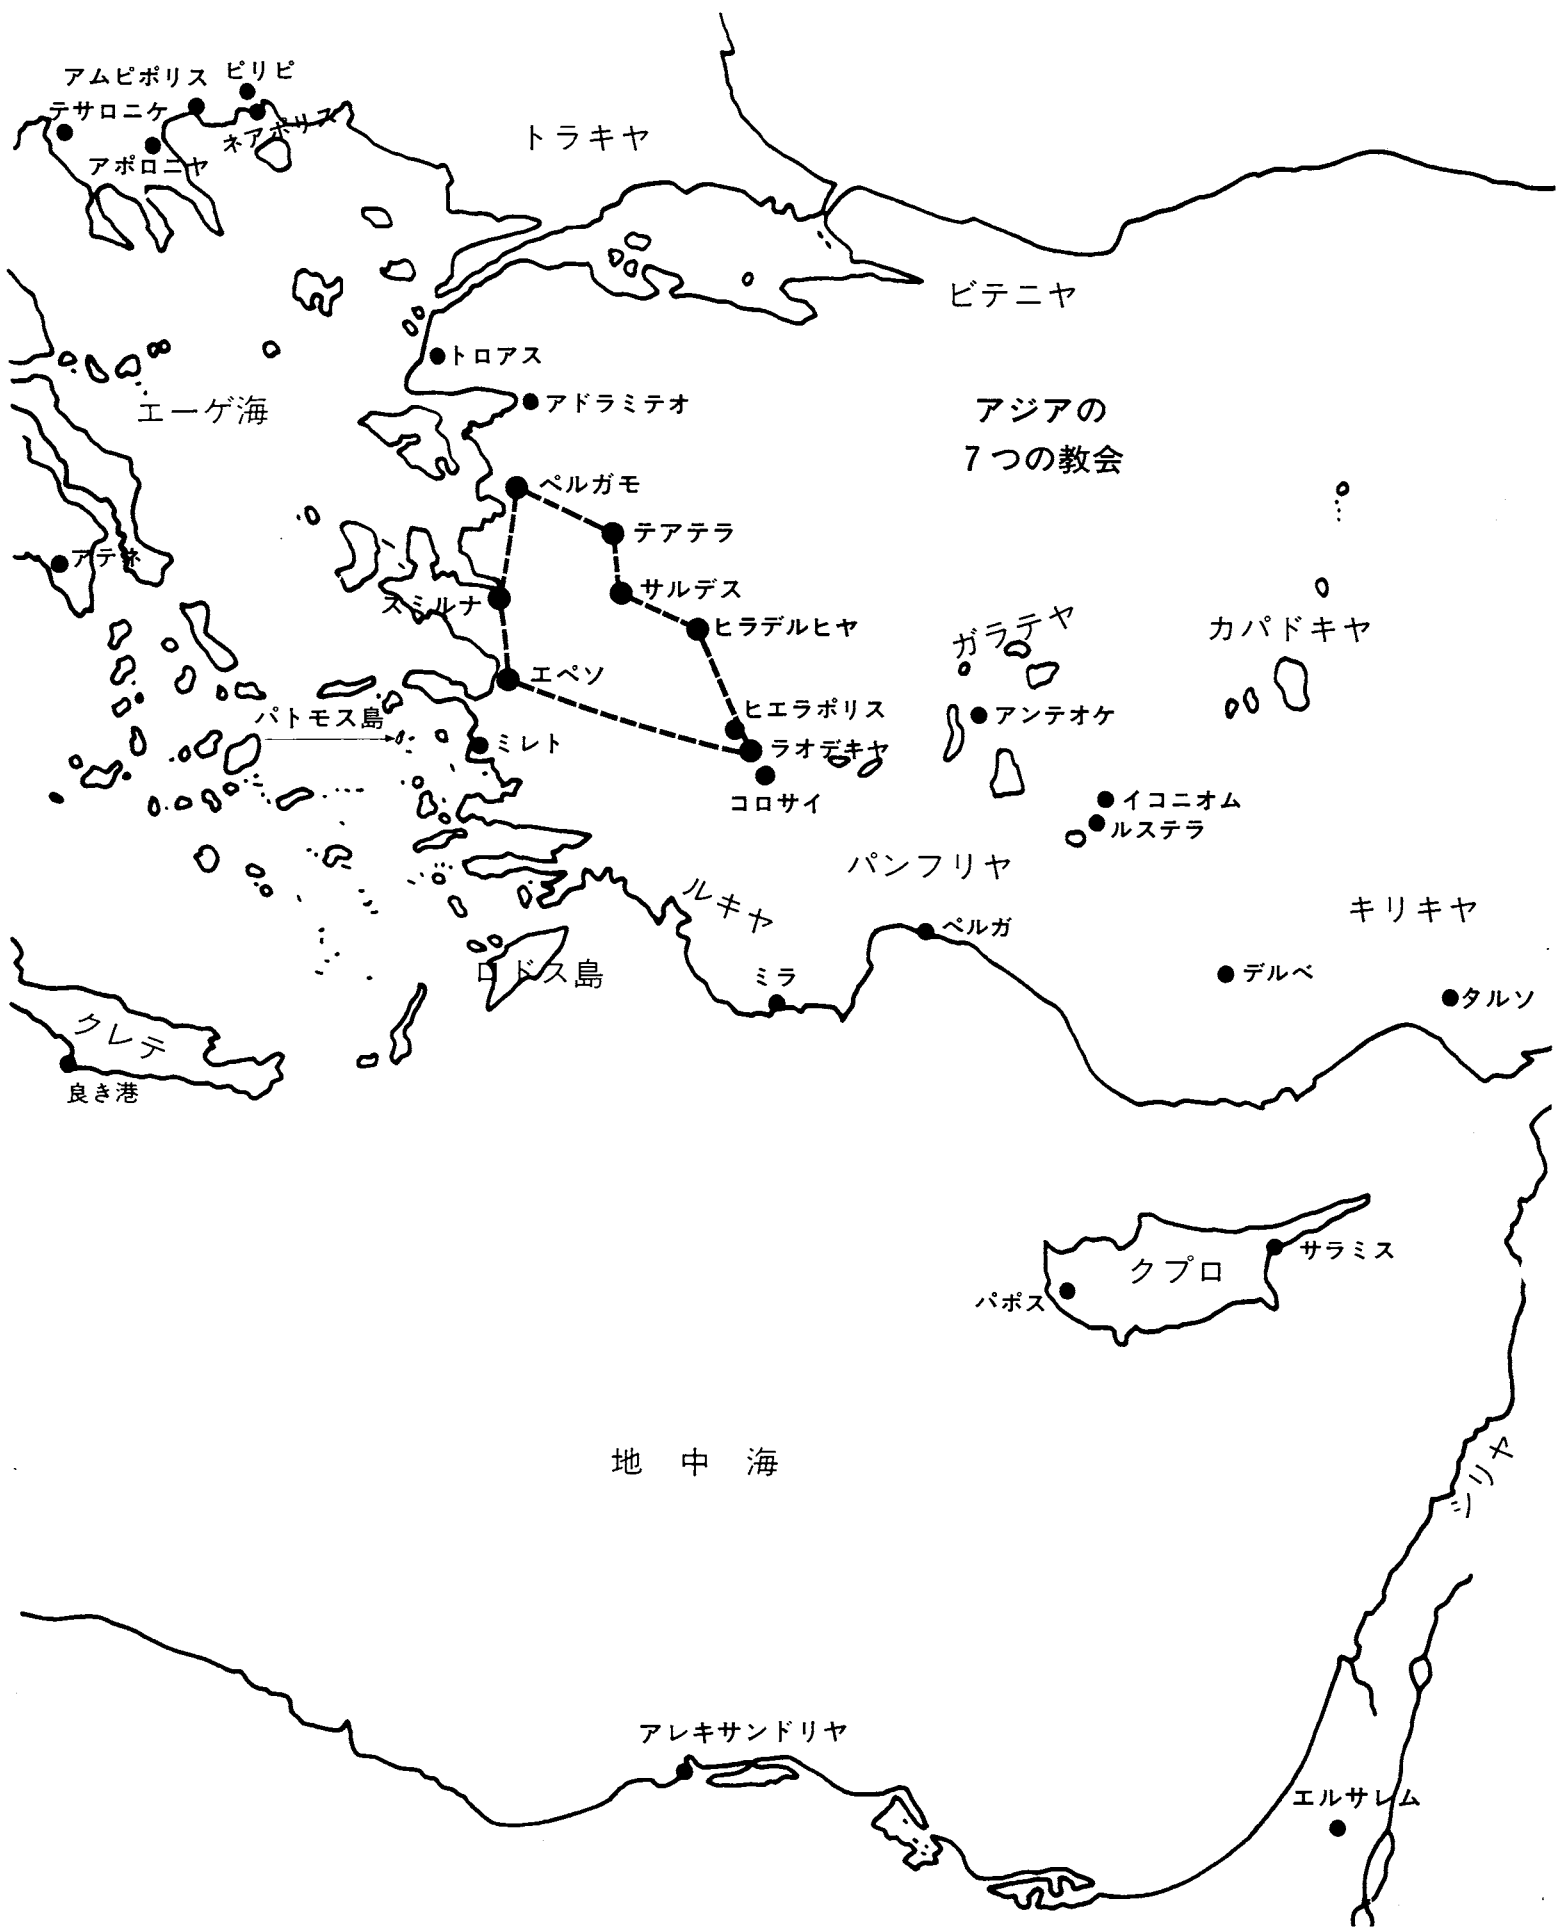 アムピポリス
ピリピ
テサロニケ
ネアポリス
アポロニヤ
トラキヤ
ビテニヤ
トロアス
アドラミテオ
エーゲ海
アジアの
7つの教会
ペルガモ
テアテラ
アテネ
サルデス
スミルナ
ヒラデルヒヤ
ガラテヤ
カパドキヤ
エペソ
パトモス島
ヒエラポリス
アンテオケ
ミレト
ラオデキヤ
コロサイ
イコニオム
ルステラ
パンフリヤ
ルキヤ
キリキヤ
ペルガ
ロドス島
ミラ
デルベ
タルソ
クレテ
良き港
サラミス
クプロ
パポス
地中海
シリヤ
アレキサンドリヤ
エルサレム